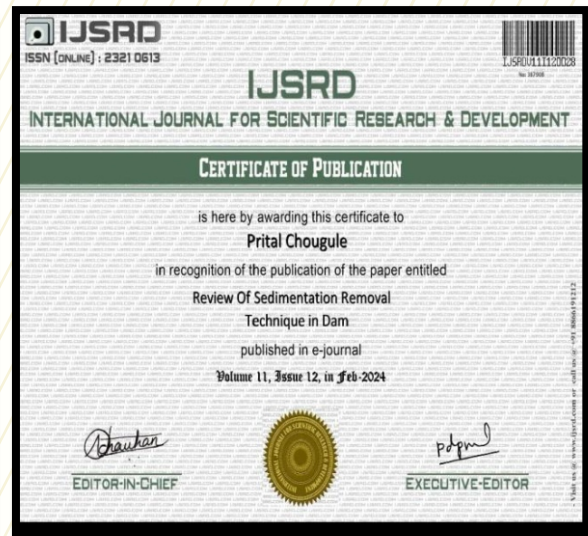 IJSRD
ISSN [ONLINE] : 2321 0613
IJSRDV11I120028
IJSRD
INTERNATIONAL JOURNAL FOR SCIENTIFIC RESEARCH & DEVELOPMENT
CERTIFICATE OF PUBLICATION
is here by awarding this certificate to
Prital Chougule
in recognition of the publication of the paper entitled
Review Of Sedimentation Removal
Technique in Dam
published in e-journal
Volume 11, Issue 12, in Feb-2024
EDITOR-IN-CHIEF
EXECUTIVE-EDITOR